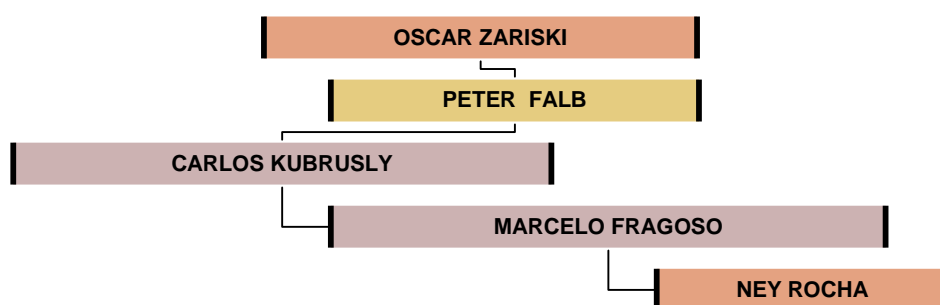 OSCAR ZARISKI
PETER  FALB
CARLOS KUBRUSLY
MARCELO FRAGOSO
NEY ROCHA